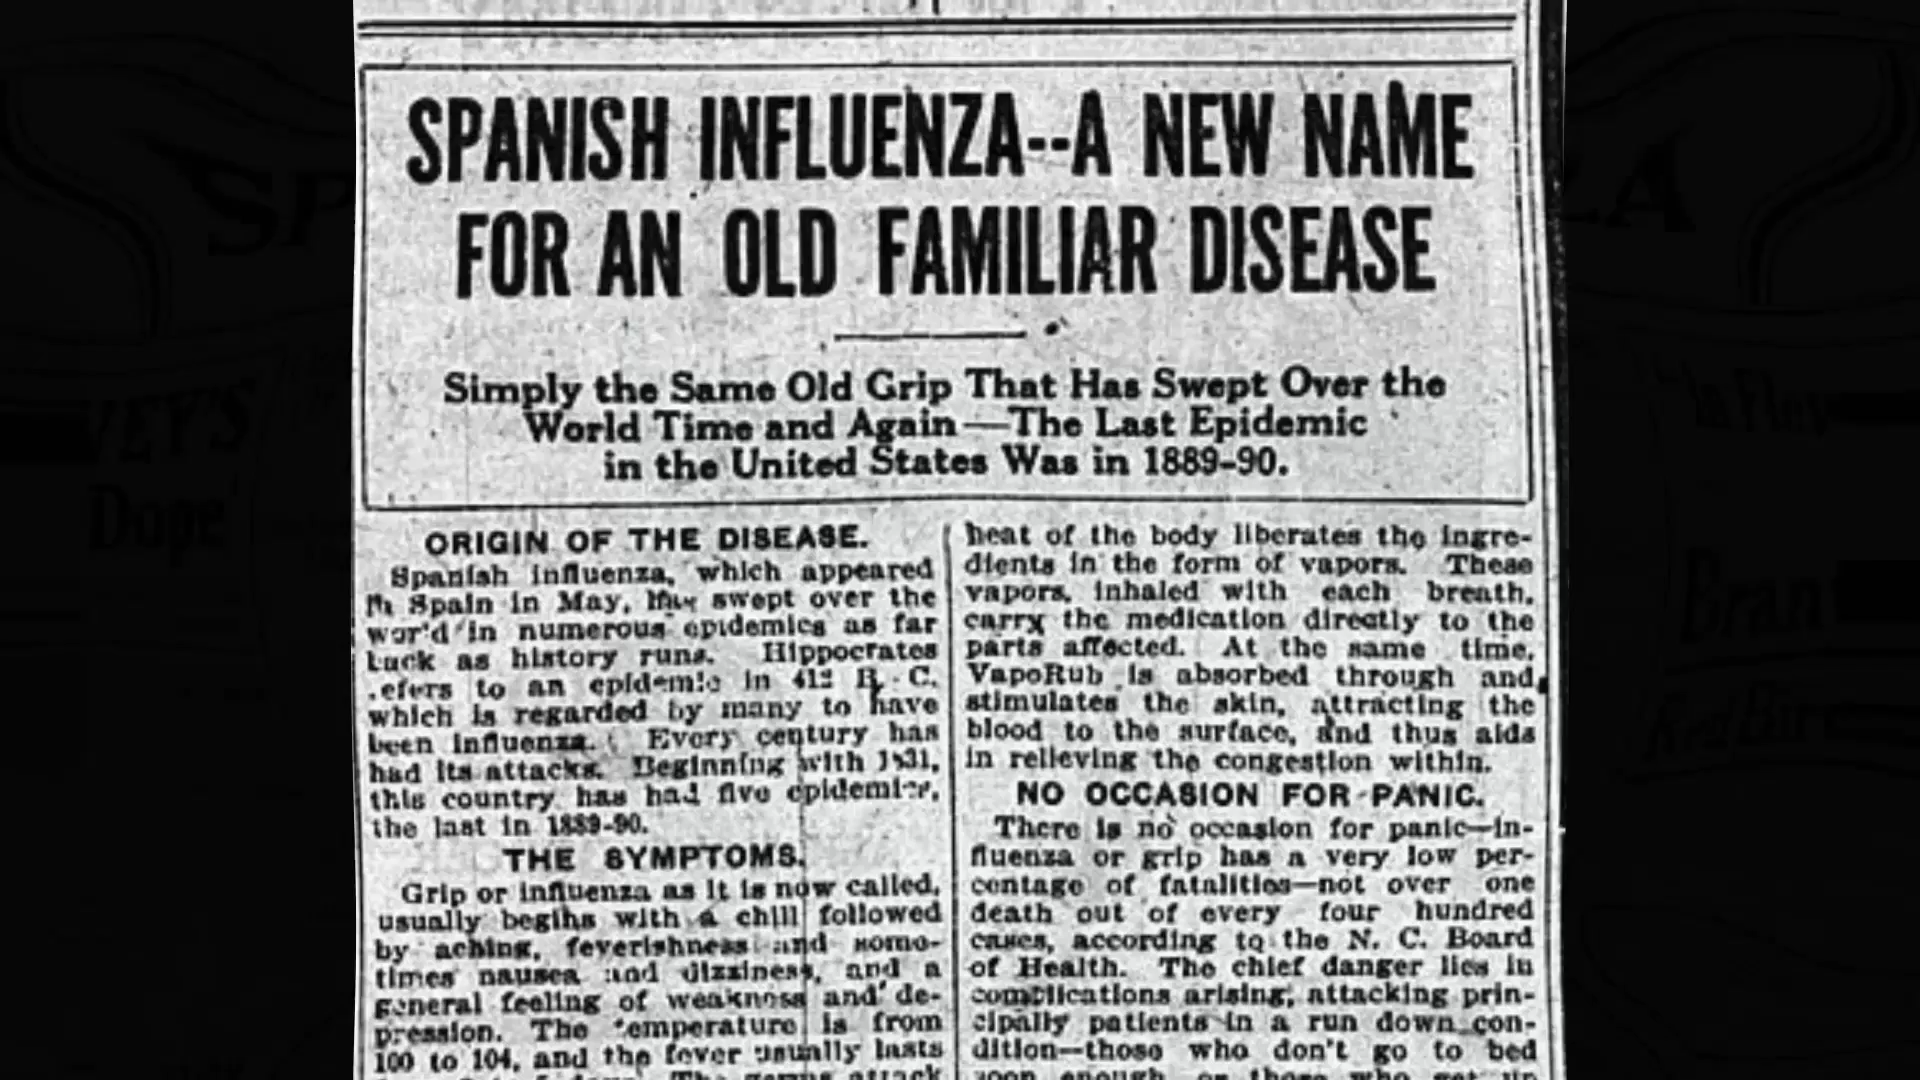 SPANISH INFLUENZA--A NEW NAME
FOR AN OLD FAMILIAR DISEASE
Simply the Same Old Grip That Has Swept Over the
World Time and Again—The Last Epidemic
in the United States Was in 1889-90.
ORIGIN OF THE DISEASE.
Spanish influenza, which appeared
in Spain in May, has swept over the
world in numerous epidemics as far
back as history runs. Hippocrates
refers to an epidemic in 412 B. C.
which is regarded by many to have
been influenza. Every century has
had its attacks. Beginning with 1831,
this country has had five epidemics,
the last in 1889-90.
THE SYMPTOMS.
Grip or influenza as it is now called,
usually begins with a chill followed
by aching, feverishness and some-
times nausea and dizziness, and a
general feeling of weakness and de-
pression. The temperature is from
100 to 104, and the fever usually lasts
The germs attack
heat of the body liberates the ingre-
dients in the form of vapors. These
vapors, inhaled with each breath,
carry the medication directly to the
parts affected. At the same time,
VapoRub is absorbed through and
stimulates the skin, attracting the
blood to the surface, and thus aids
in relieving the congestion within.
NO OCCASION FOR PANIC.
There is no occasion for panic—in-
fluenza or grip has a very low per-
centage of fatalities—not over one
death out of every four hundred
cases, according to the N. C. Board
of Health. The chief danger lies in
complications arising, attacking prin-
cipally patients in a run down con-
dition—those who don't go to bed
soon enough, or those who get up
VEY'S
Dope
Bran